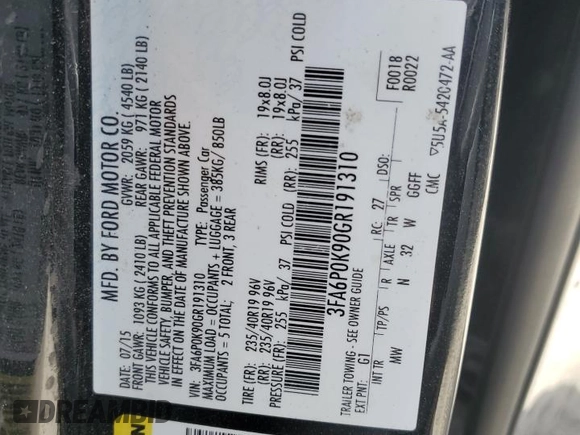 MFD. BY FORD MOTOR CO.
DATE: 07/15 GVWR: 2059 KG (4540 LB)
FRONT GAWR: 1093 KG (2410 LB) REAR GAWR: 971 KG (2140 LB)
THIS VEHICLE CONFORMS TO ALL APPLICABLE FEDERAL MOTOR
VEHICLE SAFETY, BUMPER, AND THEFT PREVENTION STANDARDS
IN EFFECT ON THE DATE OF MANUFACTURE SHOWN ABOVE.
VIN: 3FA6P0K90GR191310 TYPE: Passenger Car
MAXIMUM LOAD = OCCUPANTS + LUGGAGE = 385KG/ 850LB
OCCUPANTS = 5 TOTAL: 2 FRONT, 3 REAR
TIRE (FR): 235/40R19 96V RIMS (FR): 19x8.0J
TIRE (RR): 235/40R19 96V RIMS (RR): 19x8.0J
PRESSURE (FR): 255 kPa/ 37 PSI COLD (RR): 255 kPa/ 37 PSI COLD
3FA6P0K90GR191310
F0018
R0022
TRAILER TOWING - SEE OWNER GUIDE
EXT PNT: G1 RC: 27 DSO:
INT TR TP/PS R AXLE TR SPR
MW N 32 W GGFF
CMC ▽5U5A-5420472-AA
DREAMBID